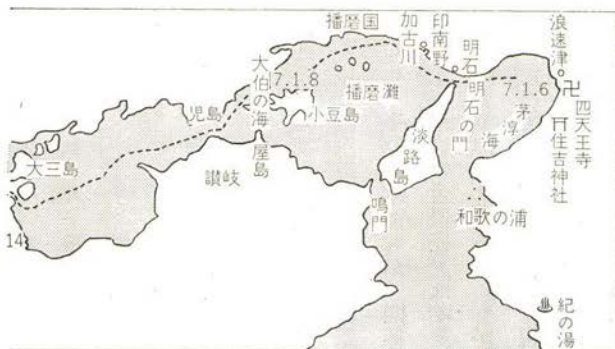 浪速津
7.1.6
卍四天王寺
住吉神社
茅渟海
明石
明石の門
印南野
加古川
播磨国
播磨灘
淡路島
鳴門
和歌の浦
紀の湯
大伯の海
7.1.8
小豆島
屋島
児島
讃岐
大三島
14